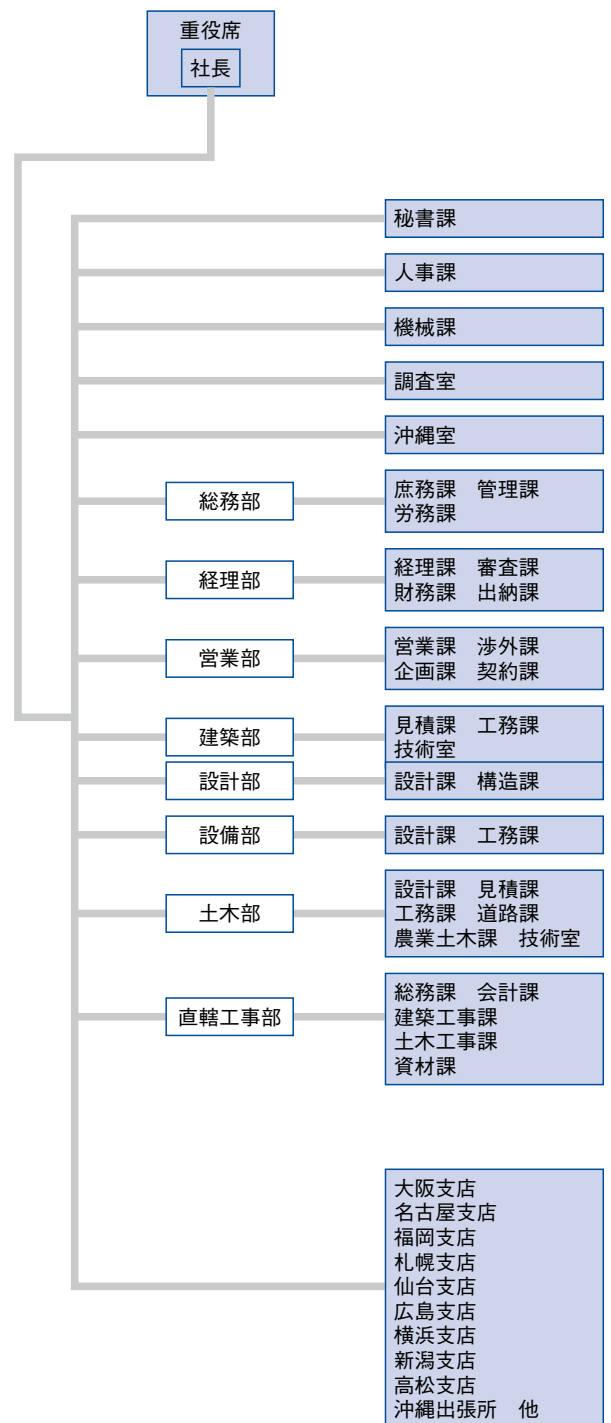 重役席
社長
秘書課
人事課
機械課
調査室
沖縄室
総務部
庶務課　管理課
労務課
経理部
経理課　審査課
財務課　出納課
営業部
営業課　渉外課
企画課　契約課
建築部
見積課　工務課
技術室
設計部
設計課　構造課
設備部
設計課　工務課
土木部
設計課　見積課
工務課　道路課
農業土木課　技術室
直轄工事部
総務課　会計課
建築工事課
土木工事課
資材課
大阪支店
名古屋支店
福岡支店
札幌支店
仙台支店
広島支店
横浜支店
新潟支店
高松支店
沖縄出張所　他